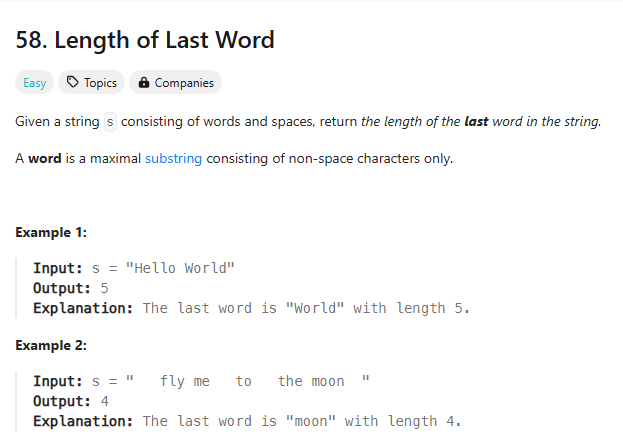 58. Length of Last Word
Easy Topics Companies
Given a string s consisting of words and spaces, return the length of the last word in the string.
A word is a maximal substring consisting of non-space characters only.
Example 1:
Input: s = "Hello World"
Output: 5
Explanation: The last word is "World" with length 5.
Example 2:
Input: s = "   fly me   to   the moon  "
Output: 4
Explanation: The last word is "moon" with length 4.